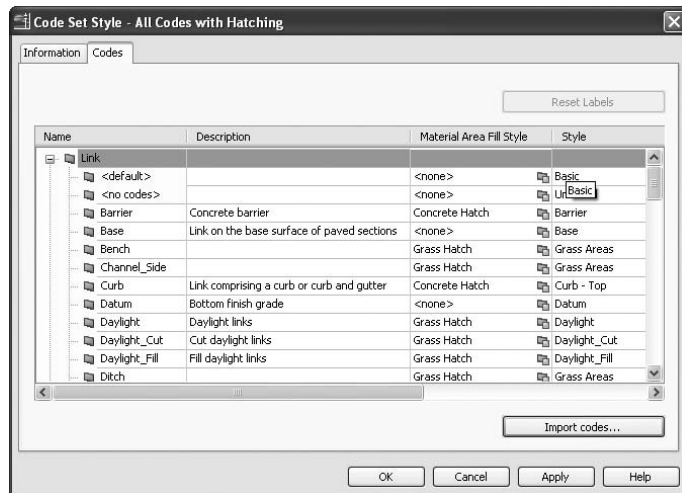 Code Set Style - All Codes with Hatching
Information Codes
Reset Labels
Name Description Material Area Fill Style Style
Link
<default> <none> Basic
<no codes> <none> Basic
Barrier Concrete barrier Concrete Hatch Barrier
Base Link on the base surface of paved sections <none> Base
Bench Grass Hatch Grass Areas
Channel_Side Grass Hatch Grass Areas
Curb Link comprising a curb or curb and gutter Concrete Hatch Curb - Top
Datum Bottom finish grade <none> Datum
Daylight Daylight links Grass Hatch Daylight
Daylight_Cut Cut daylight links Grass Hatch Daylight_Cut
Daylight_Fill Fill daylight links Grass Hatch Daylight_Fill
Ditch Grass Hatch Grass Areas
Import codes...
OK Cancel Apply Help